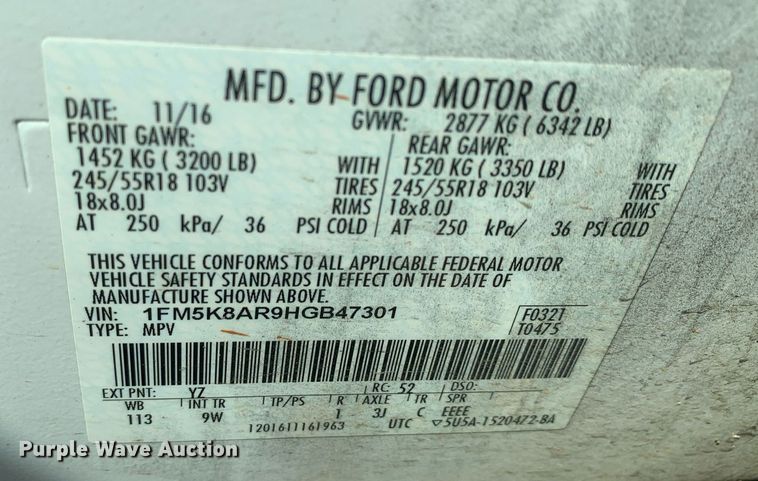 MFD. BY FORD MOTOR CO.
DATE: 11/16 GVWR: 2877 KG ( 6342 LB)
FRONT GAWR: REAR GAWR:
1452 KG ( 3200 LB) WITH 1520 KG ( 3350 LB) WITH
245/55R18 103V TIRES 245/55R18 103V TIRES
18x8.0J RIMS 18x8.0J RIMS
AT 250 kPa/ 36 PSI COLD AT 250 kPa/ 36 PSI COLD
THIS VEHICLE CONFORMS TO ALL APPLICABLE FEDERAL MOTOR
VEHICLE SAFETY STANDARDS IN EFFECT ON THE DATE OF
MANUFACTURE SHOWN ABOVE.
VIN: 1FM5K8AR9HGB47301 F0321
TYPE: MPV T0475
EXT PNT: YZ RC: 52 DSO:
WB INT TR TP/PS R AXLE TR SPR
113 9W 1 3J C EEEE
1201611161963 UTC ▽5U5A-1520472-BA
Purple Wave Auction